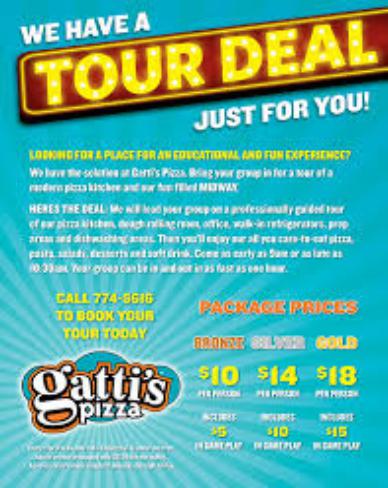 WE HAVE A
TOUR DEAL
JUST FOR YOU!
LOOKING FOR A PLACE FOR AN EDUCATIONAL AND FUN EXPERIENCE?
We have the solution at Gatti's Pizza. Bring your group in for a tour of a
modern pizza kitchen and our fun filled MIDWAY.
HERES THE DEAL: We will lead your group on a professionally guided tour
of our pizza kitchen, dough rolling room, office, walk-in refrigerators, prep
areas and dishwashing areas. Then you'll enjoy our all you care-to-eat pizza,
pasta, salads, desserts and soft drink. Come as early as 9am or as late as
10:30am. Your group can be in and out in as fast as one hour.
CALL 774-6616
TO BOOK YOUR
TOUR TODAY
PACKAGE PRICES
BRONZE SILVER GOLD
$10 $14 $18
PER PERSON PER PERSON PER PERSON
INCLUDES INCLUDES INCLUDES
$5 $10 $15
IN GAME PLAY IN GAME PLAY IN GAME PLAY
gatti's
pizza